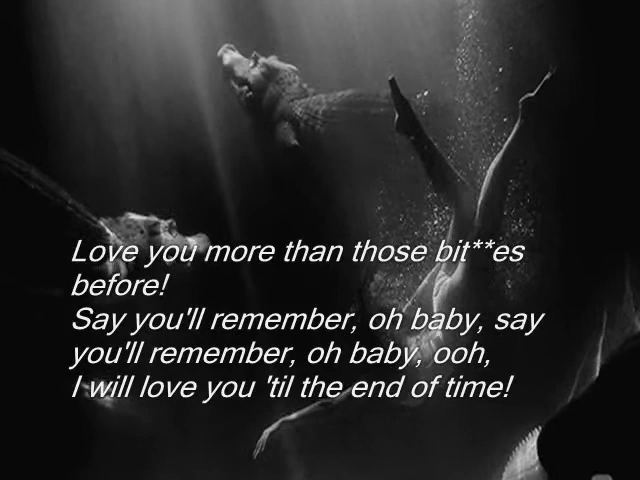 Love you more than those bit**es
before!
Say you'll remember, oh baby, say
you'll remember, oh baby, ooh,
I will love you 'til the end of time!